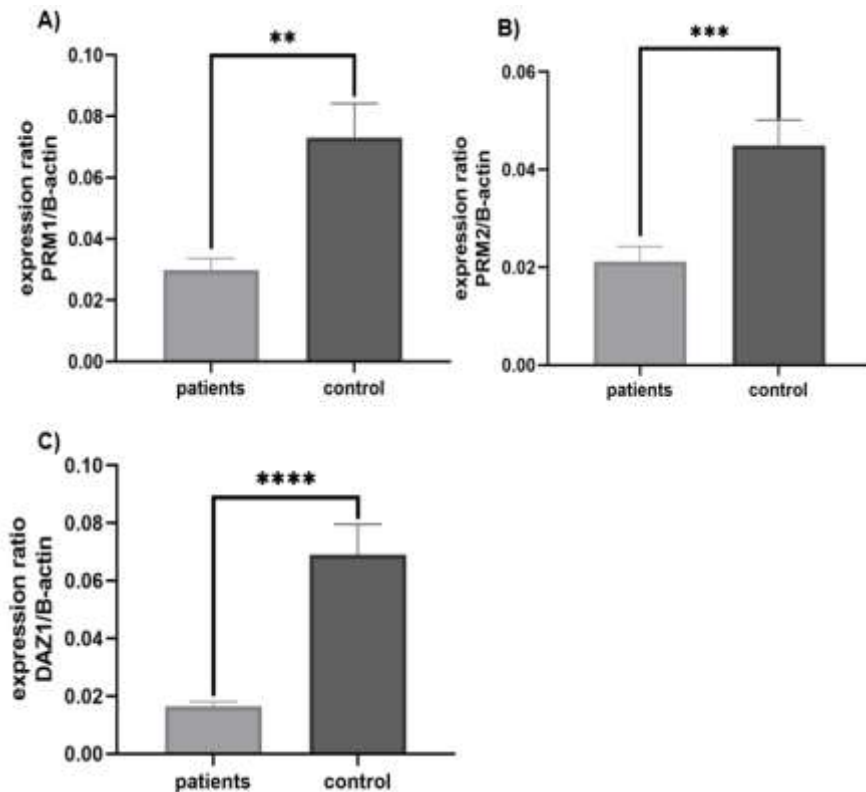 A)
**
0.10
0.08
0.06
0.04
0.02
0.00
expression ratio
PRM1/B-actin
patients control
B)
***
0.06
0.04
0.02
0.00
expression ratio
PRM2/B-actin
patients control
C)
****
0.10
0.08
0.06
0.04
0.02
0.00
expression ratio
DAZ1/B-actin
patients control